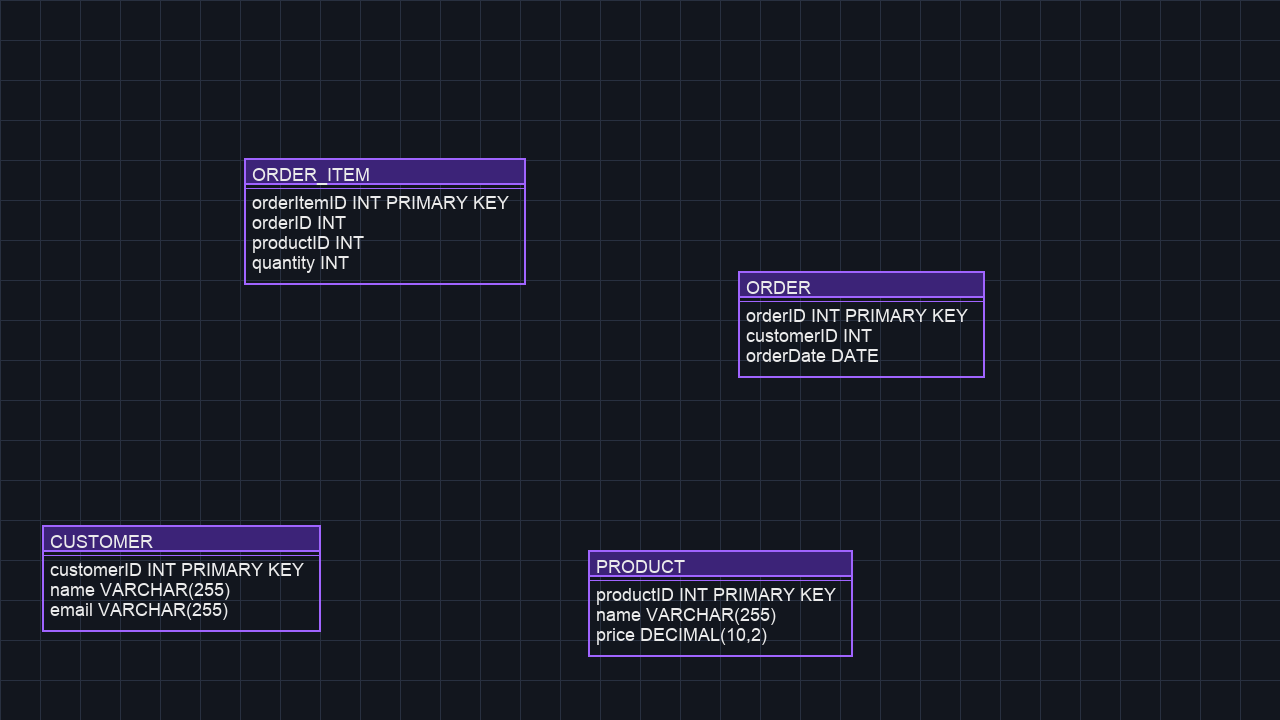 ORDER_ITEM
orderItemID INT PRIMARY KEY
orderID INT
productID INT
quantity INT
ORDER
orderID INT PRIMARY KEY
customerID INT
orderDate DATE
CUSTOMER
customerID INT PRIMARY KEY
name VARCHAR(255)
email VARCHAR(255)
PRODUCT
productID INT PRIMARY KEY
name VARCHAR(255)
price DECIMAL(10,2)